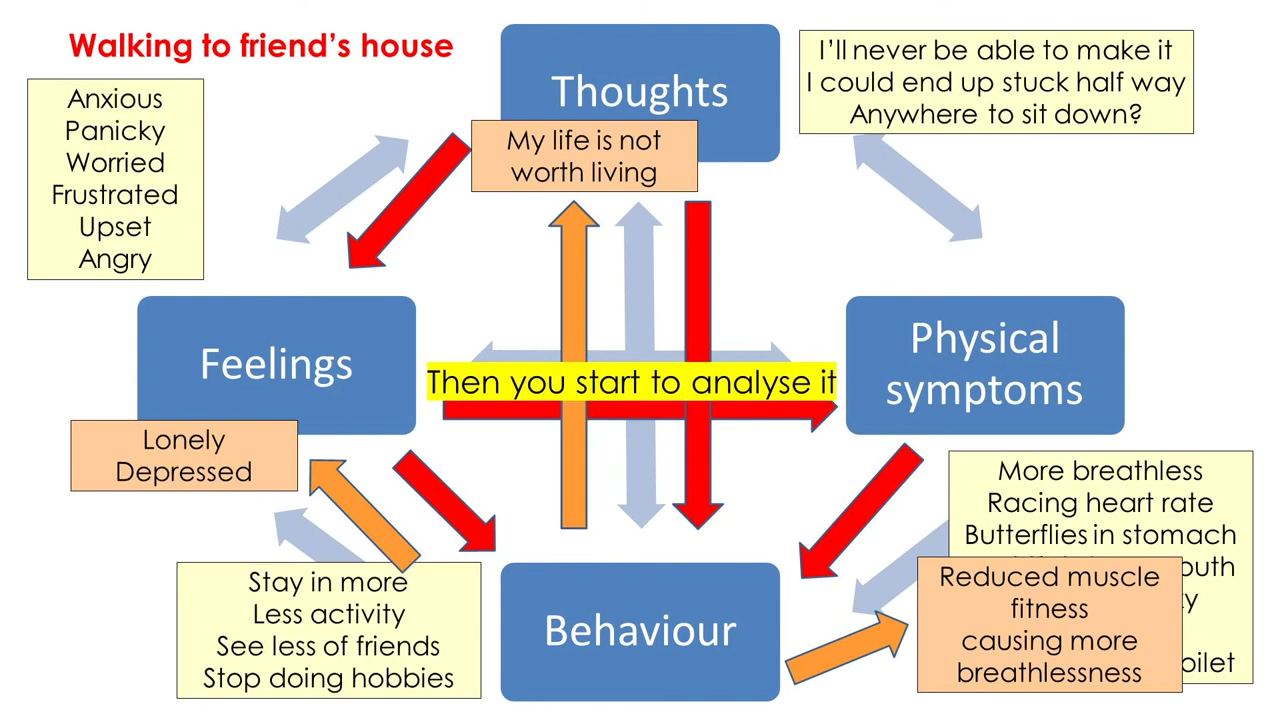 Walking to friend's house
Thoughts
I'll never be able to make it
I could end up stuck half way
Anywhere to sit down?
Anxious
Panicky
Worried
Frustrated
Upset
Angry
My life is not
worth living
Feelings
Then you start to analyse it
Physical
symptoms
Lonely
Depressed
More breathless
Racing heart rate
Butterflies in stomach
Stay in more
Less activity
See less of friends
Stop doing hobbies
Behaviour
Reduced muscle
fitness
causing more
breathlessness